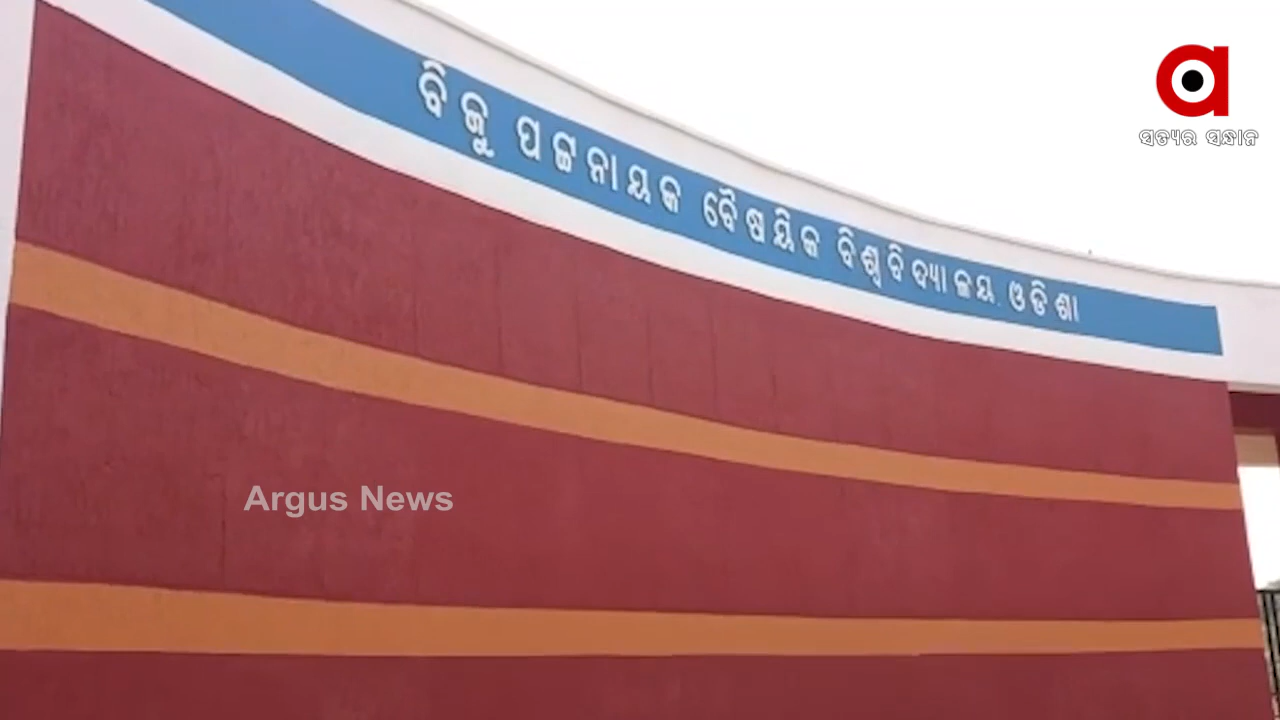 ବିଜୁ ପଟ୍ଟନାୟକ ବୈଷୟିକ ବିଶ୍ୱବିଦ୍ୟାଳୟ, ଓଡିଶା
ସତ୍ୟର ସନ୍ଧାନ
Argus News